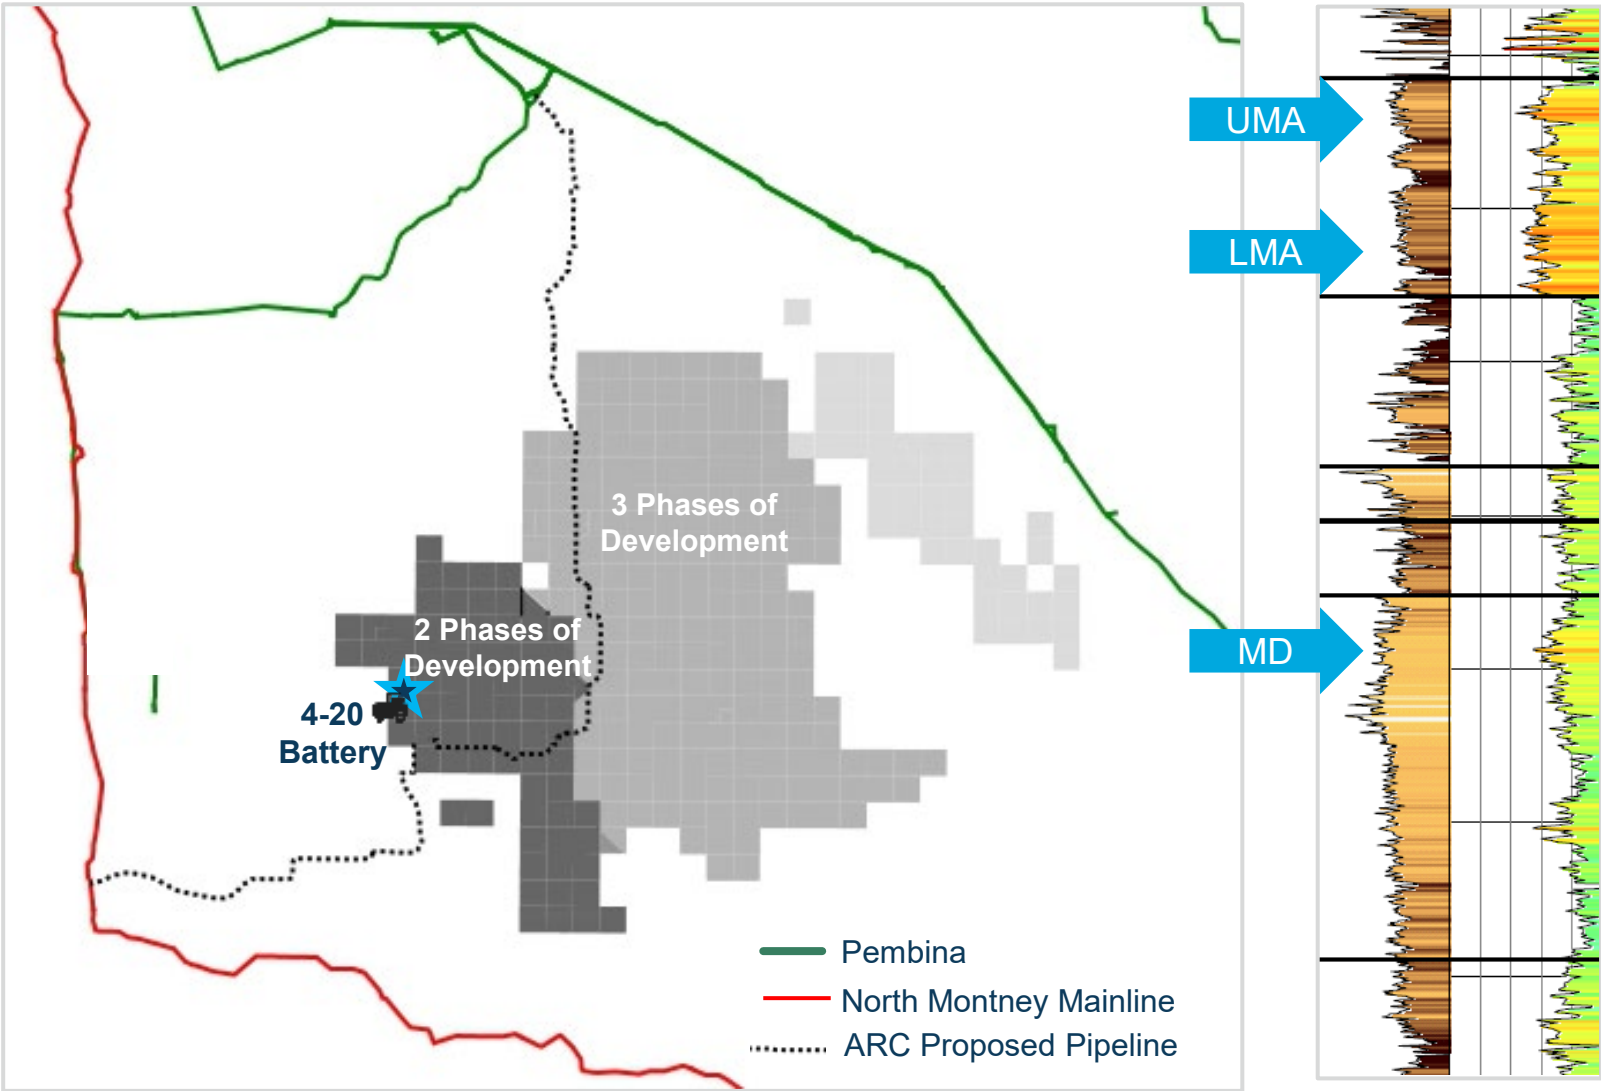 UMA
LMA
3 Phases of
Development
2 Phases of
Development
MD
4-20
Battery
Pembina
North Montney Mainline
ARC Proposed Pipeline